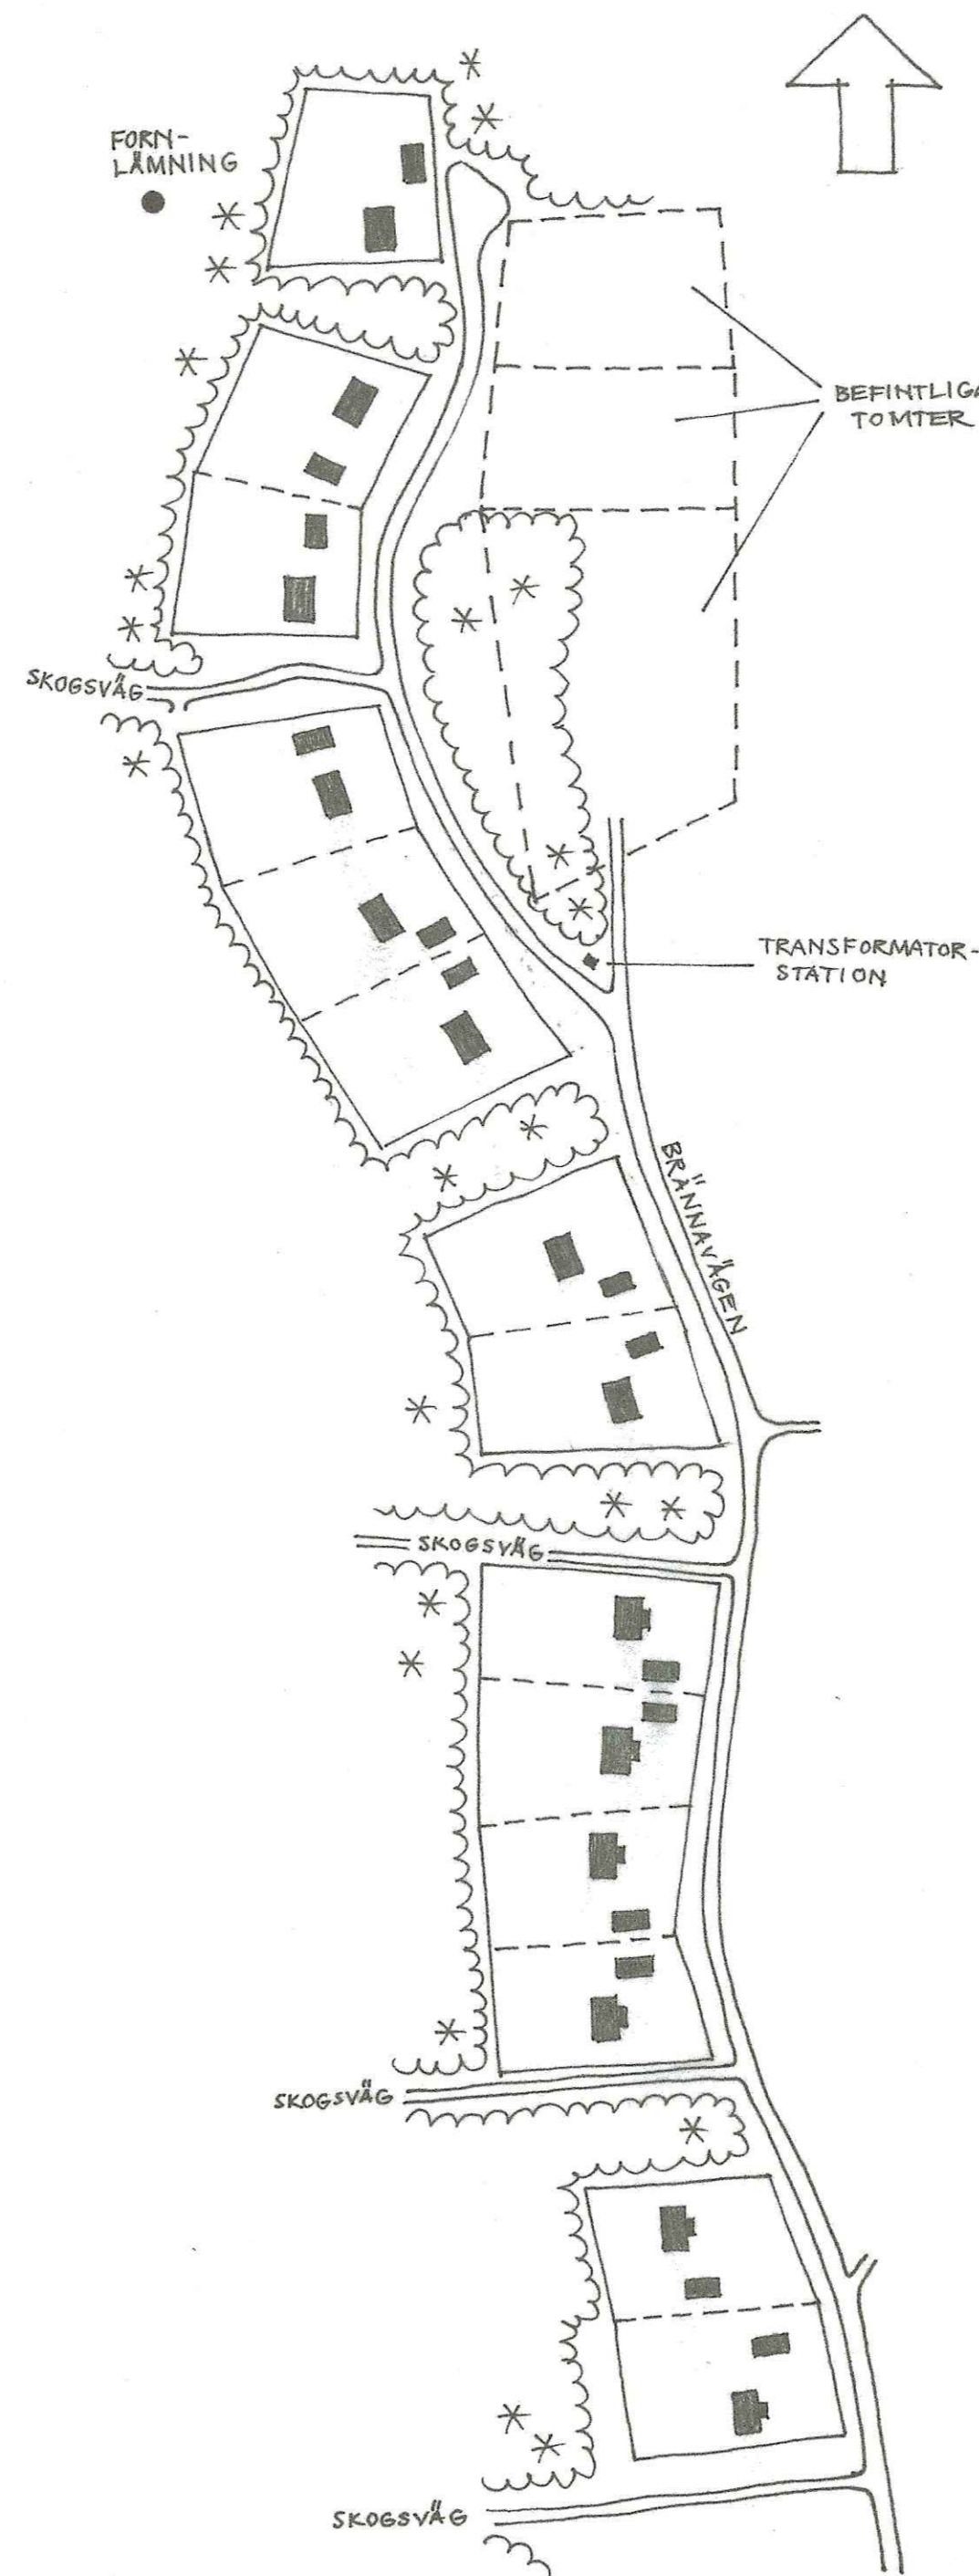 FORN-
LÄMNING
BEFINTLIGA
TOMTER
SKOGSVÄG
TRANSFORMATOR-
STATION
BRÄNNAVÄGEN
SKOGSVÄG
SKOGSVÄG
SKOGSVÄG